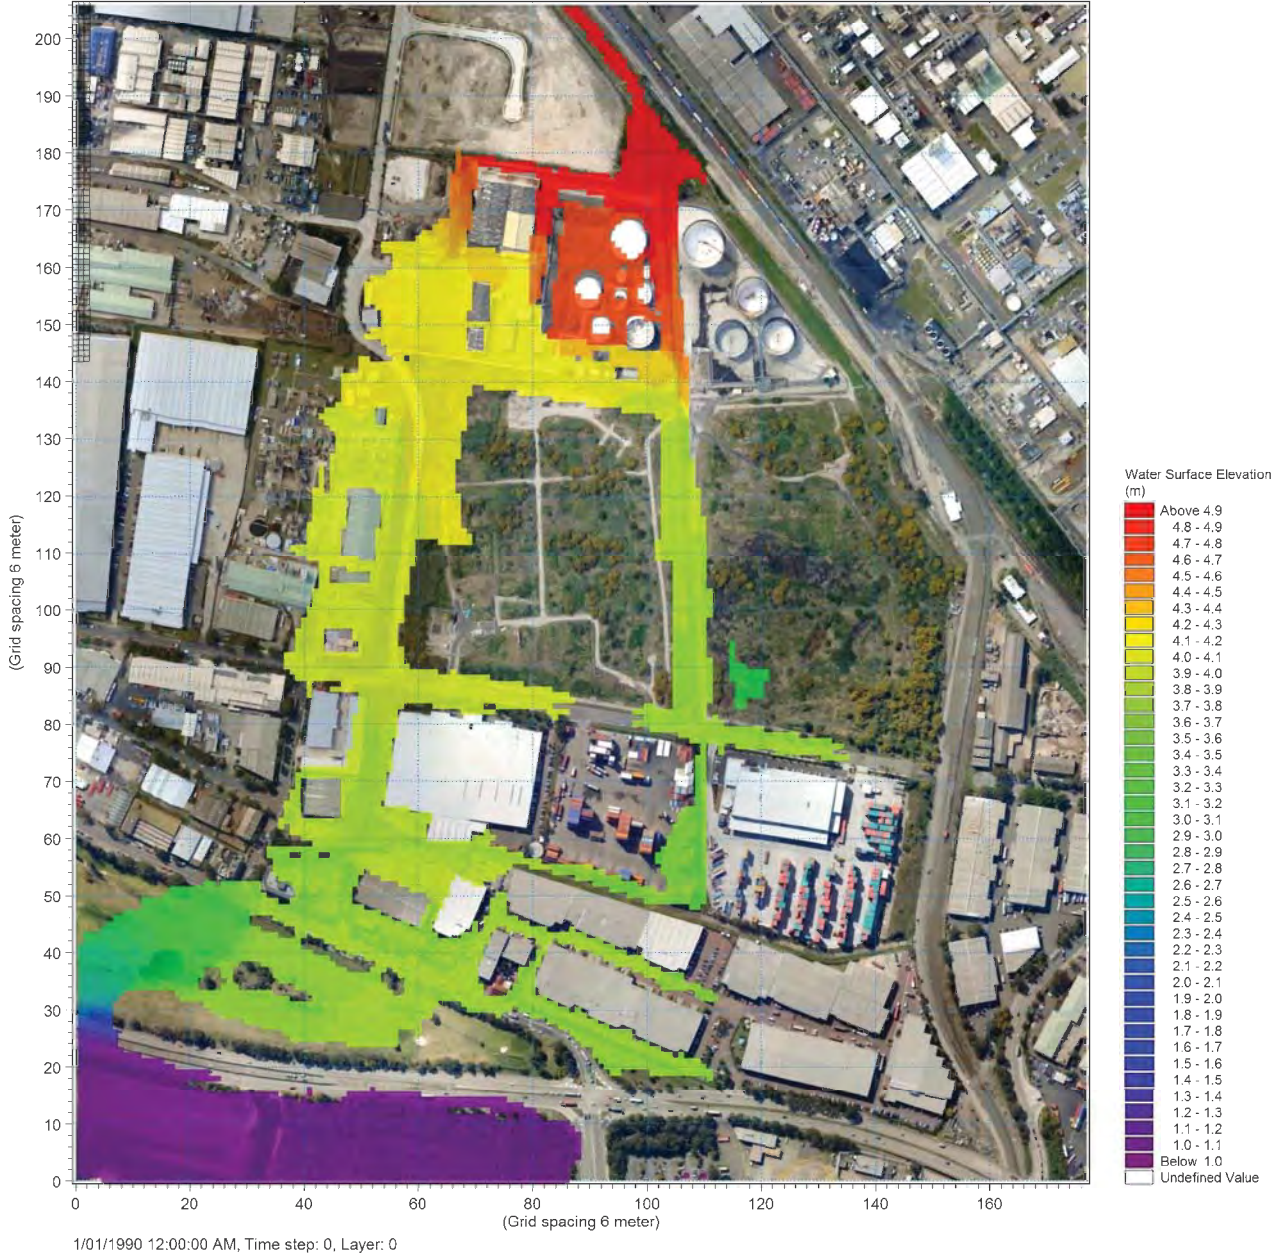 200
190
180
170
160
150
140
130
120
110
100
90
80
70
60
50
40
30
20
10
0
(Grid spacing 6 meter)
0 20 40 60 80 100 120 140 160
(Grid spacing 6 meter)
1/01/1990 12:00:00 AM, Time step: 0, Layer: 0
Water Surface Elevation
(m)
Above 4.9
4.8 - 4.9
4.7 - 4.8
4.6 - 4.7
4.5 - 4.6
4.4 - 4.5
4.3 - 4.4
4.2 - 4.3
4.1 - 4.2
4.0 - 4.1
3.9 - 4.0
3.8 - 3.9
3.7 - 3.8
3.6 - 3.7
3.5 - 3.6
3.4 - 3.5
3.3 - 3.4
3.2 - 3.3
3.1 - 3.2
3.0 - 3.1
2.9 - 3.0
2.8 - 2.9
2.7 - 2.8
2.6 - 2.7
2.5 - 2.6
2.4 - 2.5
2.3 - 2.4
2.2 - 2.3
2.1 - 2.2
2.0 - 2.1
1.9 - 2.0
1.8 - 1.9
1.7 - 1.8
1.6 - 1.7
1.5 - 1.6
1.4 - 1.5
1.3 - 1.4
1.2 - 1.3
1.1 - 1.2
1.0 - 1.1
Below 1.0
Undefined Value